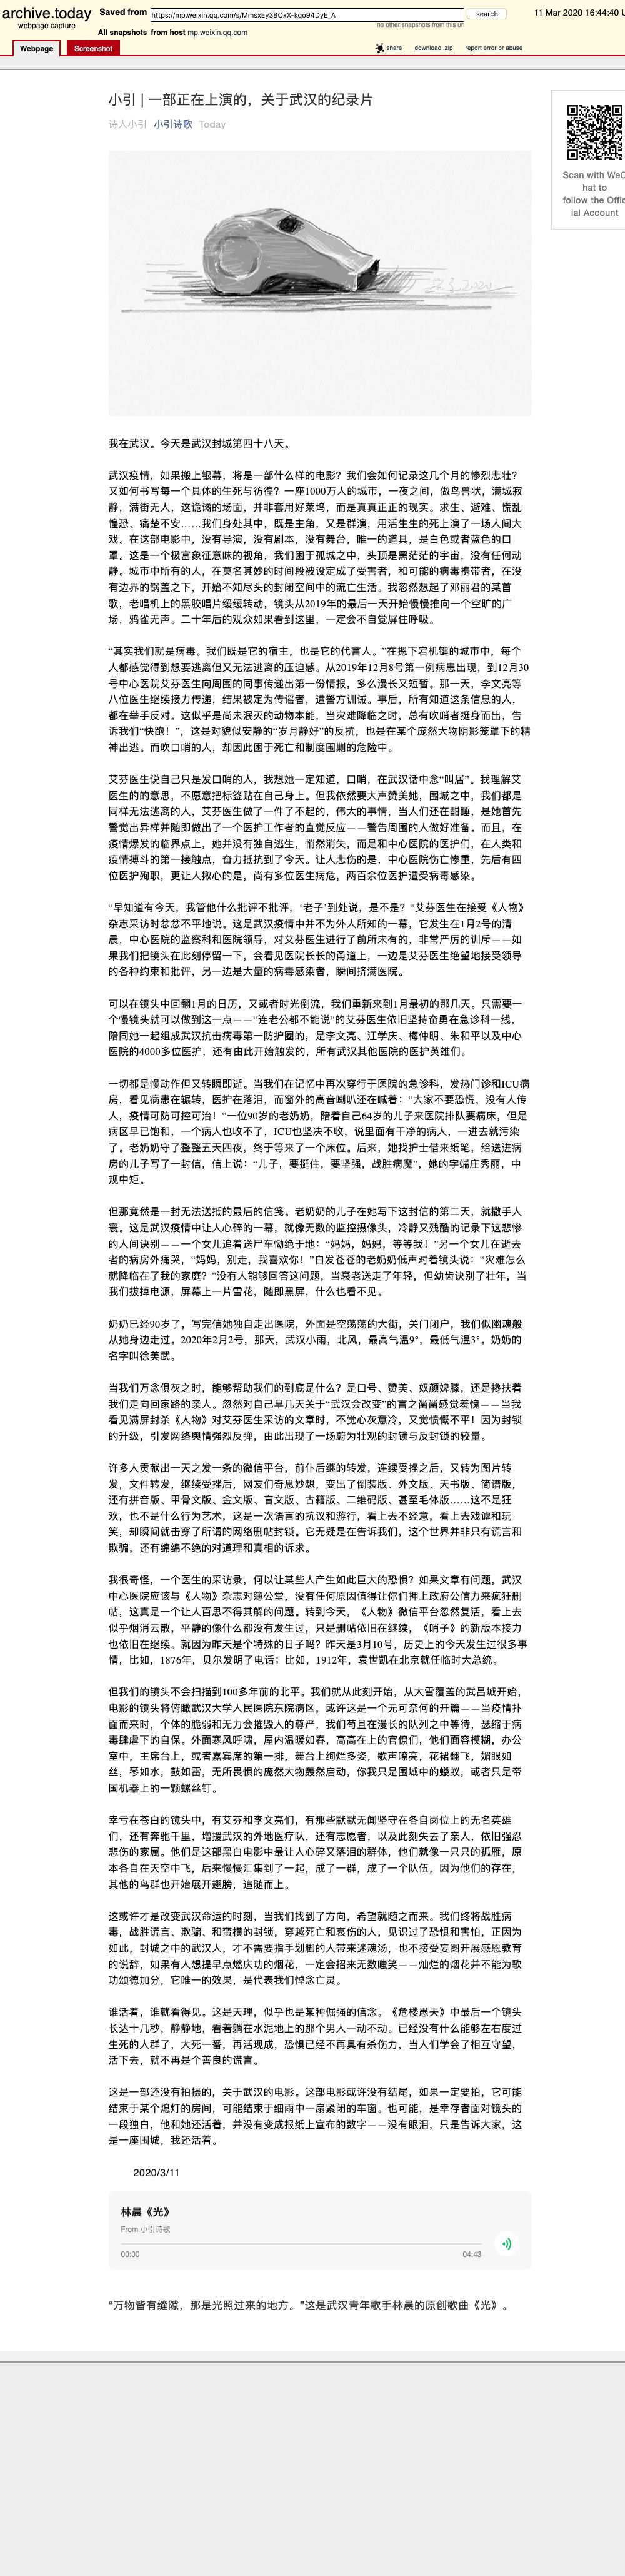 archive.today
webpage capture
Saved from https://mp.weixin.qq.com/s/MmsxEy38OxX-kqo94DyE_A search 11 Mar 2020 16:44:40 U
no other snapshots from this url
All snapshots from host mp.weixin.qq.com
Webpage Screenshot
share download .zip report error or abuse
小引 | 一部正在上演的，关于武汉的纪录片
诗人小引 小引诗歌 Today
Scan with WeC
hat to
follow the Offic
ial Account
我在武汉。今天是武汉封城第四十八天。
武汉疫情，如果搬上银幕，将是一部什么样的电影？我们会如何记录这几个月的惨烈悲壮？
又如何书写每一个具体的生死与彷徨？一座1000万人的城市，一夜之间，做鸟兽状，满城寂
静，满街无人，这诡谲的场面，并非套用好莱坞，而是真真正正的现实。求生、避难、慌乱
惶恐、痛楚不安……我们身处其中，既是主角，又是群演，用活生生的死上演了一场人间大
戏。在这部电影中，没有导演，没有剧本，没有舞台，唯一的道具，是白色或者蓝色的口
罩。这是一个极富象征意味的视角，我们困于孤城之中，头顶是黑茫茫的宇宙，没有任何动
静。城市中所有的人，在莫名其妙的时间段被设定成了受害者，和可能的病毒携带者，在没
有边界的锅盖之下，开始不知尽头的封闭空间中的流亡生活。我忽然想起了邓丽君的某首
歌，老唱机上的黑胶唱片缓缓转动，镜头从2019年的最后一天开始慢慢推向一个空旷的广
场，鸦雀无声。二十年后的观众如果看到这里，一定会不自觉屏住呼吸。
“其实我们就是病毒。我们既是它的宿主，也是它的代言人。”在摁下宕机键的城市中，每个
人都感觉得到想要逃离但又无法逃离的压迫感。从2019年12月8号第一例病患出现，到12月30
号中心医院艾芬医生向周围的同事传递出第一份情报，多么漫长又短暂。那一天，李文亮等
八位医生继续接力传递，结果被定为传谣者，遭警方训诫。事后，所有知道这条信息的人，
都在举手反对。这似乎是尚未泯灭的动物本能，当灾难降临之时，总有吹哨者挺身而出，告
诉我们“快跑！”，这是对貌似安静的“岁月静好”的反抗，也是在某个庞然大物阴影笼罩下的精
神出逃。而吹口哨的人，却因此困于死亡和制度围剿的危险中。
艾芬医生说自己只是发口哨的人，我想她一定知道，口哨，在武汉话中念“叫居”。我理解艾
医生的的意思，不愿意把标签贴在自己身上。但我依然要大声赞美她，围城之中，我们都是
同样无法逃离的人，艾芬医生做了一件了不起的，伟大的事情，当人们还在酣睡，是她首先
警觉出异样并随即做出了一个医护工作者的直觉反应——警告周围的人做好准备。而且，在
疫情爆发的临界点上，她并没有独自逃生，悄然消失，而是和中心医院的医护们，在人类和
疫情搏斗的第一接触点，奋力抵抗到了今天。让人悲伤的是，中心医院伤亡惨重，先后有四
位医护殉职，更让人揪心的是，尚有多位医生病危，两百余位医护遭受病毒感染。
“早知道有今天，我管他什么批评不批评，‘老子’到处说，是不是？“艾芬医生在接受《人物》
杂志采访时忿忿不平地说。这是武汉疫情中并不为外人所知的一幕，它发生在1月2号的清
晨，中心医院的监察科和医院领导，对艾芬医生进行了前所未有的，非常严厉的训斥——如
果我们把镜头在此刻停留一下，会看见医院长长的甬道上，一边是艾芬医生绝望地接受领导
的各种约束和批评，另一边是大量的病毒感染者，瞬间挤满医院。
可以在镜头中回翻1月的日历，又或者时光倒流，我们重新来到1月最初的那几天。只需要一
个慢镜头就可以做到这一点——“连老公都不能说“的艾芬医生依旧坚持奋勇在急诊科一线，
陪同她一起组成武汉抗击病毒第一防护圈的，是李文亮、江学庆、梅仲明、朱和平以及中心
医院的4000多位医护，还有由此开始触发的，所有武汉其他医院的医护英雄们。
一切都是慢动作但又转瞬即逝。当我们在记忆中再次穿行于医院的急诊科，发热门诊和ICU病
房，看见病患在辗转，医护在落泪，而窗外的高音喇叭还在喊着：“大家不要恐慌，没有人传
人，疫情可防可控可治！“一位90岁的老奶奶，陪着自己64岁的儿子来医院排队要病床，但是
病区早已饱和，一个病人也收不了，ICU也坚决不收，说里面有干净的病人，一进去就污染
了。老奶奶守了整整五天四夜，终于等来了一个床位。后来，她找护士借来纸笔，给送进病
房的儿子写了一封信，信上说：“儿子，要挺住，要坚强，战胜病魔”，她的字端庄秀丽，中
规中矩。
但那竟然是一封无法送抵的最后的信笺。老奶奶的儿子在她写下这封信的第二天，就撒手人
寰。这是武汉疫情中让人心碎的一幕，就像无数的监控摄像头，冷静又残酷的记录下这悲惨
的人间诀别——一个女儿追着送尸车恸绝于地：“妈妈，妈妈，等等我！”另一个女儿在逝去
者的病房外痛哭，“妈妈，别走，我喜欢你！”白发苍苍的老奶奶低声对着镜头说：“灾难怎么
就降临在了我的家庭？“没有人能够回答这问题，当衰老送走了年轻，但幼齿诀别了壮年，当
我们拔掉电源，屏幕上一片雪花，随即黑屏，什么也看不见。
奶奶已经90岁了，写完信她独自走出医院，外面是空荡荡的大街，关门闭户，我们似幽魂般
从她身边走过。2020年2月2号，那天，武汉小雨，北风，最高气温9°，最低气温3°。奶奶的
名字叫徐美武。
当我们万念俱灰之时，能够帮助我们的到底是什么？是口号、赞美、奴颜婢膝，还是搀扶着
我们走向回家路的亲人。忽然对自己早几天关于“武汉会改变”的言之凿凿感觉羞愧——当我
看见满屏封杀《人物》对艾芬医生采访的文章时，不觉心灰意冷，又觉愤慨不平！因为封锁
的升级，引发网络舆情强烈反弹，由此出现了一场蔚为壮观的封锁与反封锁的较量。
许多人贡献出一天之发一条的微信平台，前仆后继的转发，连续受挫之后，又转为图片转
发，文件转发，继续受挫后，网友们奇思妙想，变出了倒装版、外文版、天书版、简谱版，
还有拼音版、甲骨文版、金文版、盲文版、古籍版、二维码版、甚至毛体版……这不是狂
欢，也不是什么行为艺术，这是一次语言的抗议和游行，看上去不经意，看上去戏谑和玩
笑，却瞬间就击穿了所谓的网络删帖封锁。它无疑是在告诉我们，这个世界并非只有谎言和
欺骗，还有绵绵不绝的对道理和真相的诉求。
我很奇怪，一个医生的采访录，何以让某些人产生如此巨大的恐惧？如果文章有问题，武汉
中心医院应该与《人物》杂志对簿公堂，没有任何原因值得让你们押上政府公信力来疯狂删
帖，这真是一个让人百思不得其解的问题。转到今天，《人物》微信平台忽然复活，看上去
似乎烟消云散，平静的像什么都没有发生过，只是删帖依旧在继续，《哨子》的新版本接力
也依旧在继续。就因为昨天是个特殊的日子吗？昨天是3月10号，历史上的今天发生过很多事
情，比如，1876年，贝尔发明了电话；比如，1912年，袁世凯在北京就任临时大总统。
但我们的镜头不会扫描到100多年前的北平。我们就从此刻开始，从大雪覆盖的武昌城开始，
电影的镜头将俯瞰武汉大学人民医院东院病区，或许这是一个无可奈何的开篇——当疫情扑
面而来时，个体的脆弱和无力会摧毁人的尊严，我们苟且在漫长的队列之中等待，瑟缩于病
毒肆虐下的自保。外面寒风呼啸，屋内温暖如春，高高在上的官僚们，他们面容模糊，办公
室中，主席台上，或者嘉宾席的第一排，舞台上绚烂多姿，歌声嘹亮，花裙翻飞，媚眼如
丝，琴如水，鼓如雷，无所畏惧的庞然大物轰然启动，你我只是围城中的蝼蚁，或者只是帝
国机器上的一颗螺丝钉。
幸亏在苍白的镜头中，有艾芬和李文亮们，有那些默默无闻坚守在各自岗位上的无名英雄
们，还有奔驰千里，增援武汉的外地医疗队，还有志愿者，以及此刻失去了亲人，依旧强忍
悲伤的家属。他们是这部黑白电影中最让人心碎又落泪的群体，他们就像一只只的孤雁，原
本各自在天空中飞，后来慢慢汇集到了一起，成了一群，成了一个队伍，因为他们的存在，
其他的鸟群也开始展开翅膀，追随而上。
这或许才是改变武汉命运的时刻，当我们找到了方向，希望就随之而来。我们终将战胜病
毒，战胜谎言、欺骗、和蛮横的封锁，穿越死亡和哀伤的人，见识过了恐惧和害怕，正因为
如此，封城之中的武汉人，才不需要指手划脚的人带来迷魂汤，也不接受妄图开展感恩教育
的说辞，如果有人想提早点燃庆功的烟花，一定会招来无数嗤笑——灿烂的烟花并不能为歌
功颂德加分，它唯一的效果，是代表我们悼念亡灵。
谁活着，谁就看得见。这是天理，似乎也是某种倔强的信念。《危楼愚夫》中最后一个镜头
长达十几秒，静静地，看着躺在水泥地上的那个男人一动不动。已经没有什么能够左右度过
生死的人群了，大死一番，再活现成，恐惧已经不再具有杀伤力，当人们学会了相互守望，
活下去，就不再是个善良的谎言。
这是一部还没有拍摄的，关于武汉的电影。这部电影或许没有结尾，如果一定要拍，它可能
结束于某个熄灯的房间，可能结束于细雨中一扇紧闭的车窗。也可能，是幸存者面对镜头的
一段独白，他和她还活着，并没有变成报纸上宣布的数字——没有眼泪，只是告诉大家，这
是一座围城，我还活着。
2020/3/11
林晨《光》
From 小引诗歌
00:00 04:43
“万物皆有缝隙，那是光照过来的地方。”这是武汉青年歌手林晨的原创歌曲《光》。